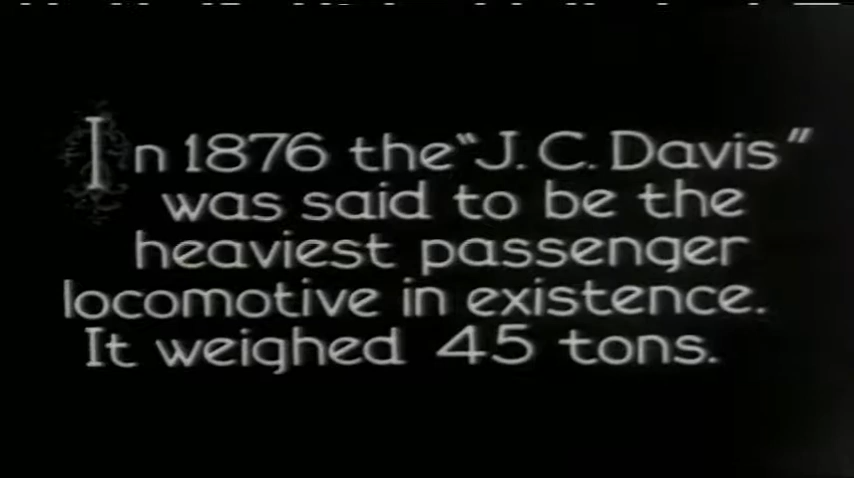 In 1876 the "J. C. Davis"
was said to be the
heaviest passenger
locomotive in existence.
It weighed 45 tons.